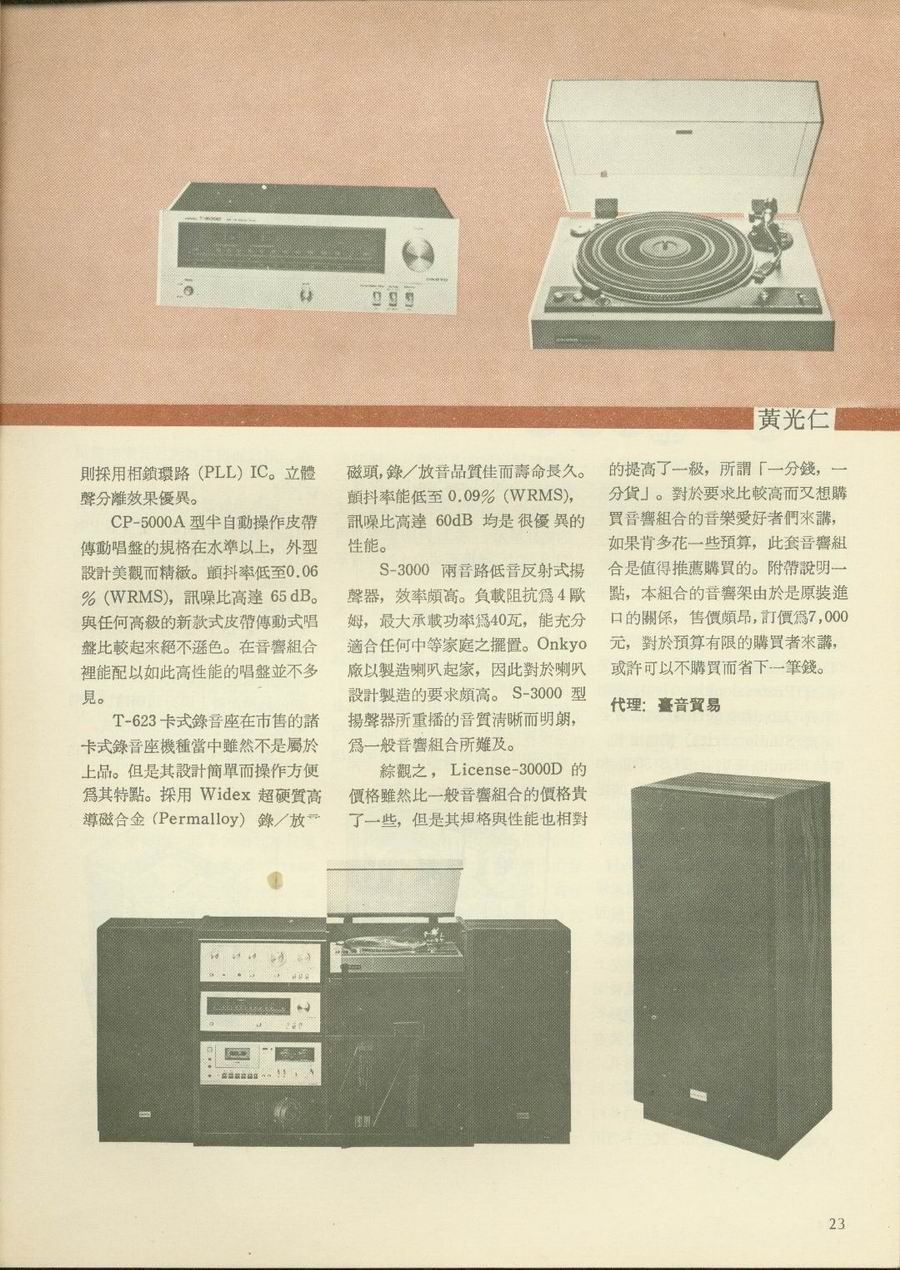 黃光仁
則採用相鎖環路 (PLL) IC。立體
聲分離效果優異。
CP-5000A 型半自動操作皮帶
傳動唱盤的規格在水準以上，外型
設計美觀而精緻。顫抖率低至0.06
% (WRMS)，訊噪比高達 65 dB。
與任何高級的新款式皮帶傳動式唱
盤比較起來絕不遜色。在音響組合
裡能配以如此高性能的唱盤並不多
見。
T-623 卡式錄音座在市售的諸
卡式錄音座機種當中雖然不是屬於
上品。但是其設計簡單而操作方便
爲其特點。採用 Widex 超硬質高
導磁合金 (Permalloy) 錄／放
磁頭，錄／放音品質佳而壽命長久。
顫抖率能低至 0.09% (WRMS)，
訊噪比高達 60dB 均是很優異的
性能。
S-3000 兩音路低音反射式揚
聲器，效率頗高。負載阻抗爲 4 歐
姆，最大承載功率爲40瓦，能充分
適合任何中等家庭之擺置。Onkyo
廠以製造喇叭起家，因此對於喇叭
設計製造的要求頗高。 S-3000 型
揚聲器所重播的音質清晰而明朗，
爲一般音響組合所難及。
綜觀之， License-3000D 的
價格雖然比一般音響組合的價格貴
了一些，但是其規格與性能也相對
的提高了一級，所謂「一分錢，一
分貨」。對於要求比較高而又想購
買音響組合的音樂愛好者們來講，
如果肯多花一些預算，此套音響組
合是值得推薦購買的。附帶說明一
點，本組合的音響架由於是原裝進
口的關係，售價頗昂，訂價爲7,000
元，對於預算有限的購買者來講，
或許可以不購買而省下一筆錢。
代理：臺音貿易
23